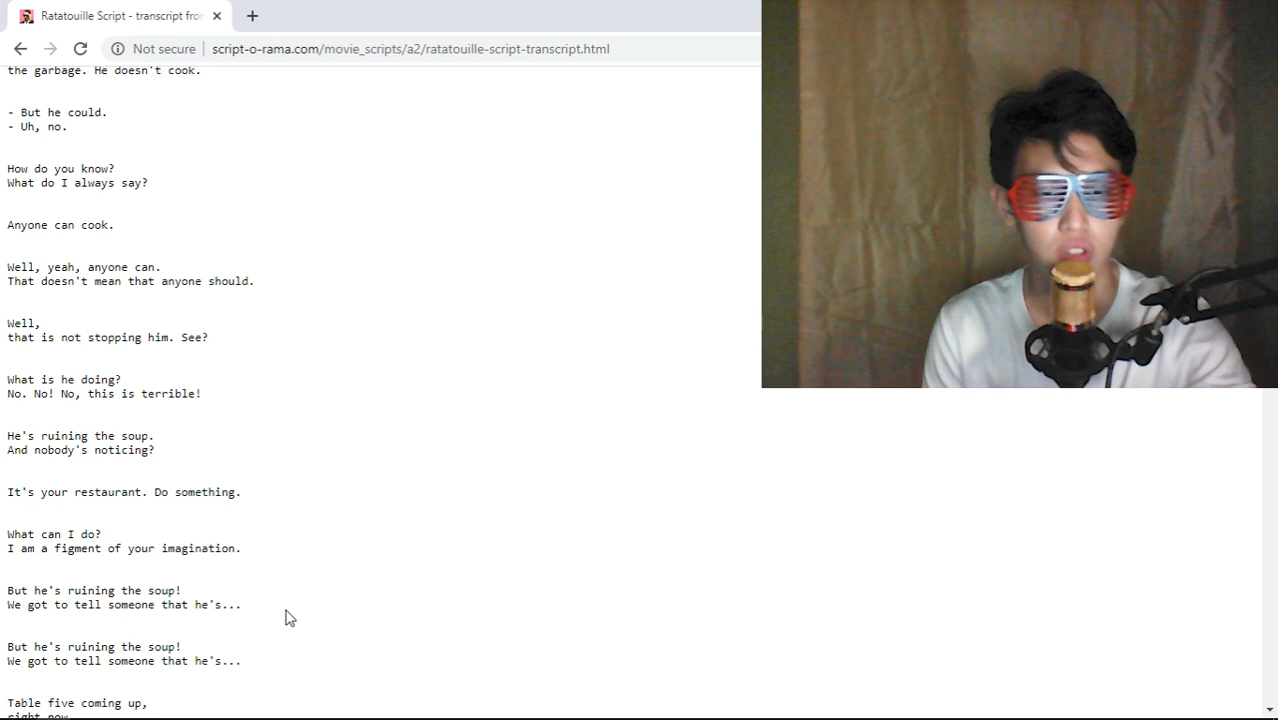 Ratatouille Script - transcript from
Not secure
script-o-rama.com/movie_scripts/a2/ratatouille-script-transcript.html
the garbage. He doesn't cook.
- But he could.
- Uh, no.
How do you know?
What do I always say?
Anyone can cook.
Well, yeah, anyone can.
That doesn't mean that anyone should.
Well,
that is not stopping him. See?
What is he doing?
No. No! No, this is terrible!
He's ruining the soup.
And nobody's noticing?
It's your restaurant. Do something.
What can I do?
I am a figment of your imagination.
But he's ruining the soup!
We got to tell someone that he's...
But he's ruining the soup!
We got to tell someone that he's...
Table five coming up,
right now